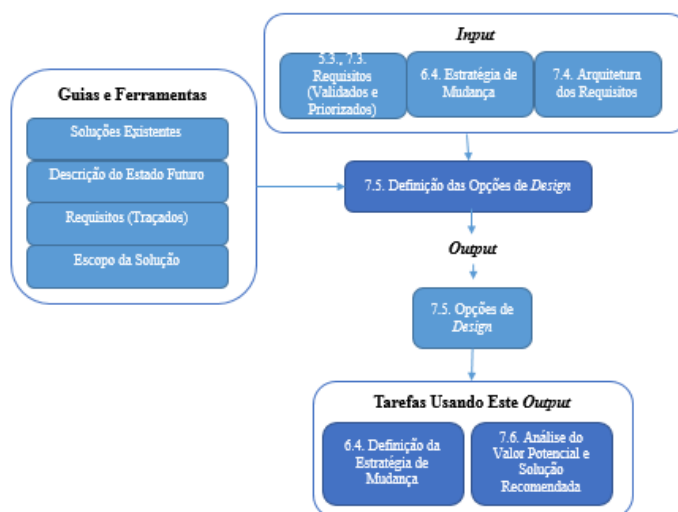 Input
5.3., 7.3.
Requisitos
(Validados e
Priorizados)
6.4. Estratégia de
Mudança
7.4. Arquitetura
dos Requisitos
Guias e Ferramentas
Soluções Existentes
Descrição do Estado Futuro
Requisitos (Traçados)
Escopo da Solução
7.5. Definição das Opções de Design
Output
7.5. Opções de
Design
Tarefas Usando Este Output
6.4. Definição da
Estratégia de
Mudança
7.6. Análise do
Valor Potencial e
Solução
Recomendada